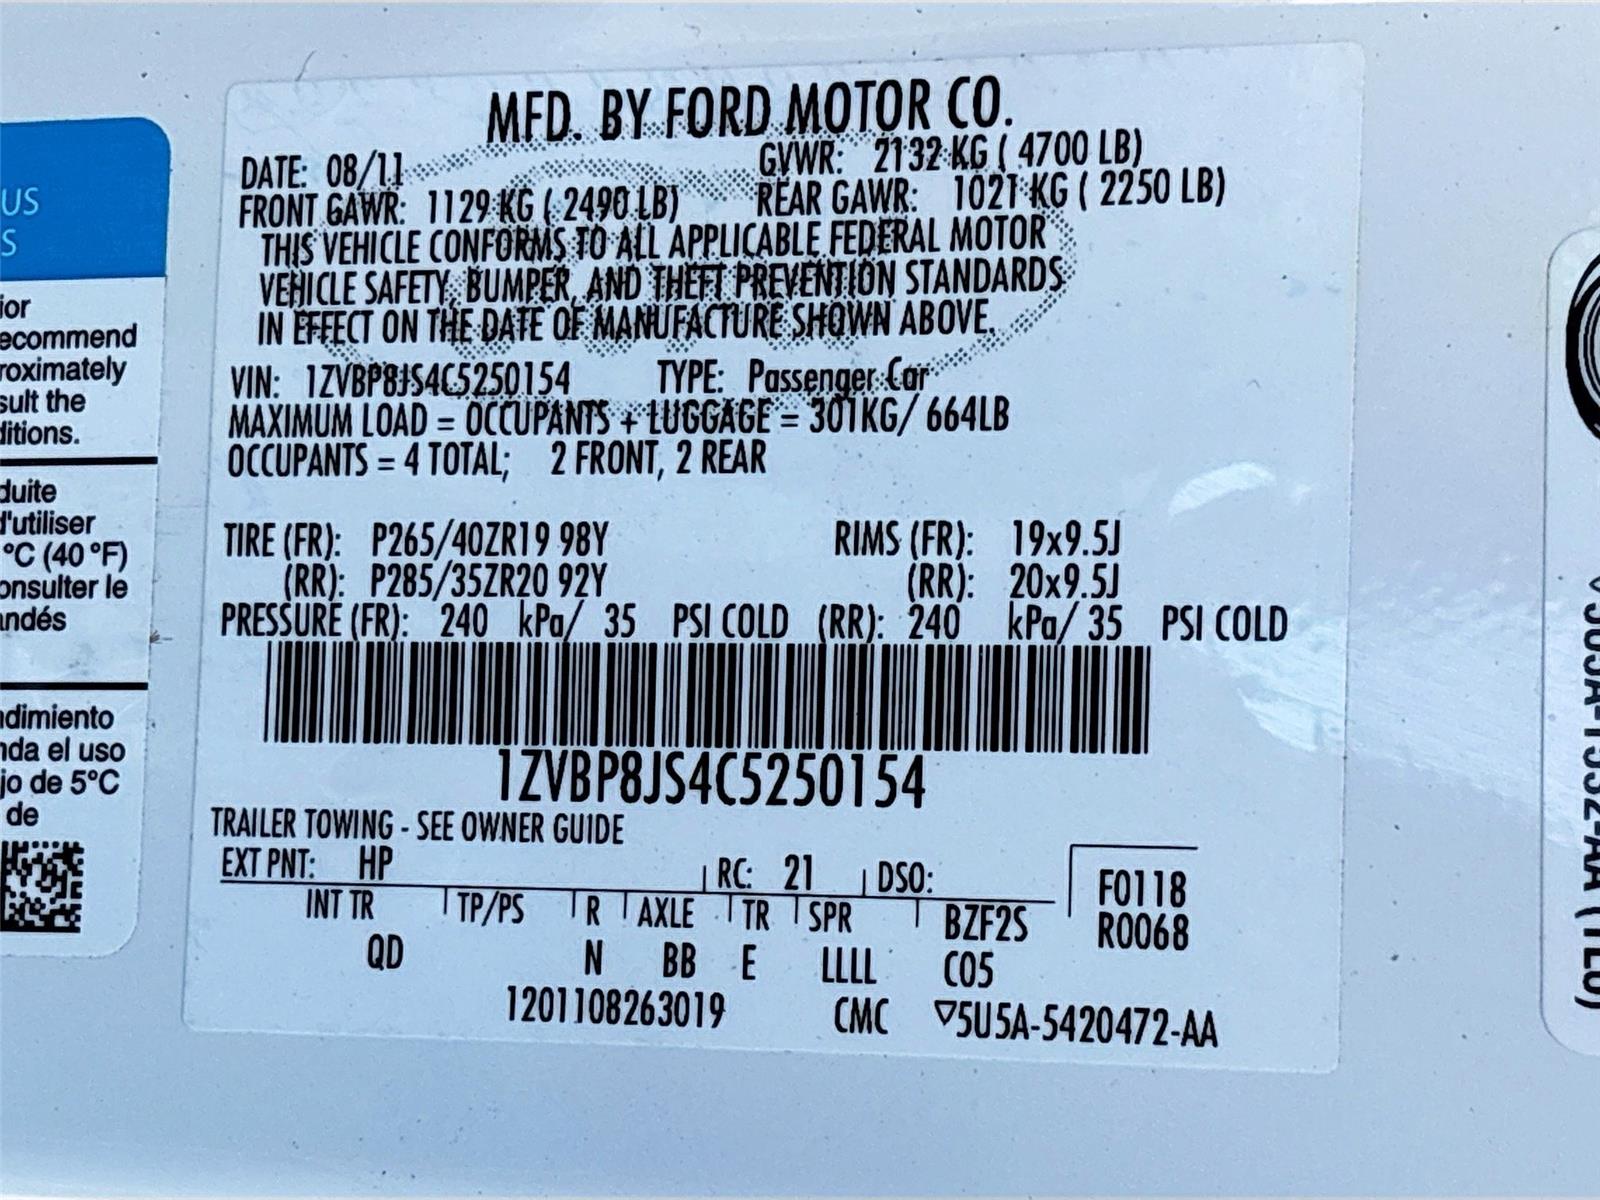 MFD. BY FORD MOTOR CO.
DATE: 08/11 GVWR: 2132 KG ( 4700 LB)
FRONT GAWR: 1129 KG ( 2490 LB) REAR GAWR: 1021 KG ( 2250 LB)
THIS VEHICLE CONFORMS TO ALL APPLICABLE FEDERAL MOTOR
VEHICLE SAFETY, BUMPER, AND THEFT PREVENTION STANDARDS
IN EFFECT ON THE DATE OF MANUFACTURE SHOWN ABOVE.
VIN: 1ZVBP8JS4C5250154 TYPE: Passenger Car
MAXIMUM LOAD = OCCUPANTS + LUGGAGE = 301KG/ 664LB
OCCUPANTS = 4 TOTAL; 2 FRONT, 2 REAR
TIRE (FR): P265/40ZR19 98Y RIMS (FR): 19x9.5J
(RR): P285/35ZR20 92Y (RR): 20x9.5J
PRESSURE (FR): 240 kPa/ 35 PSI COLD (RR): 240 kPa/ 35 PSI COLD
1ZVBP8JS4C5250154
TRAILER TOWING - SEE OWNER GUIDE
EXT PNT: HP RC: 21 DSO:
F0118
R0068
INT TR TP/PS R AXLE TR SPR BZF2S
QD N BB E LLLL C05
1201108263019 CMC ▽5U5A-5420472-AA
US
S
ior
ecommend
roximately
sult the
ditions.
duite
d'utiliser
°C (40 °F)
onsulter le
andés
ndimiento
nda el uso
jo de 5°C
de